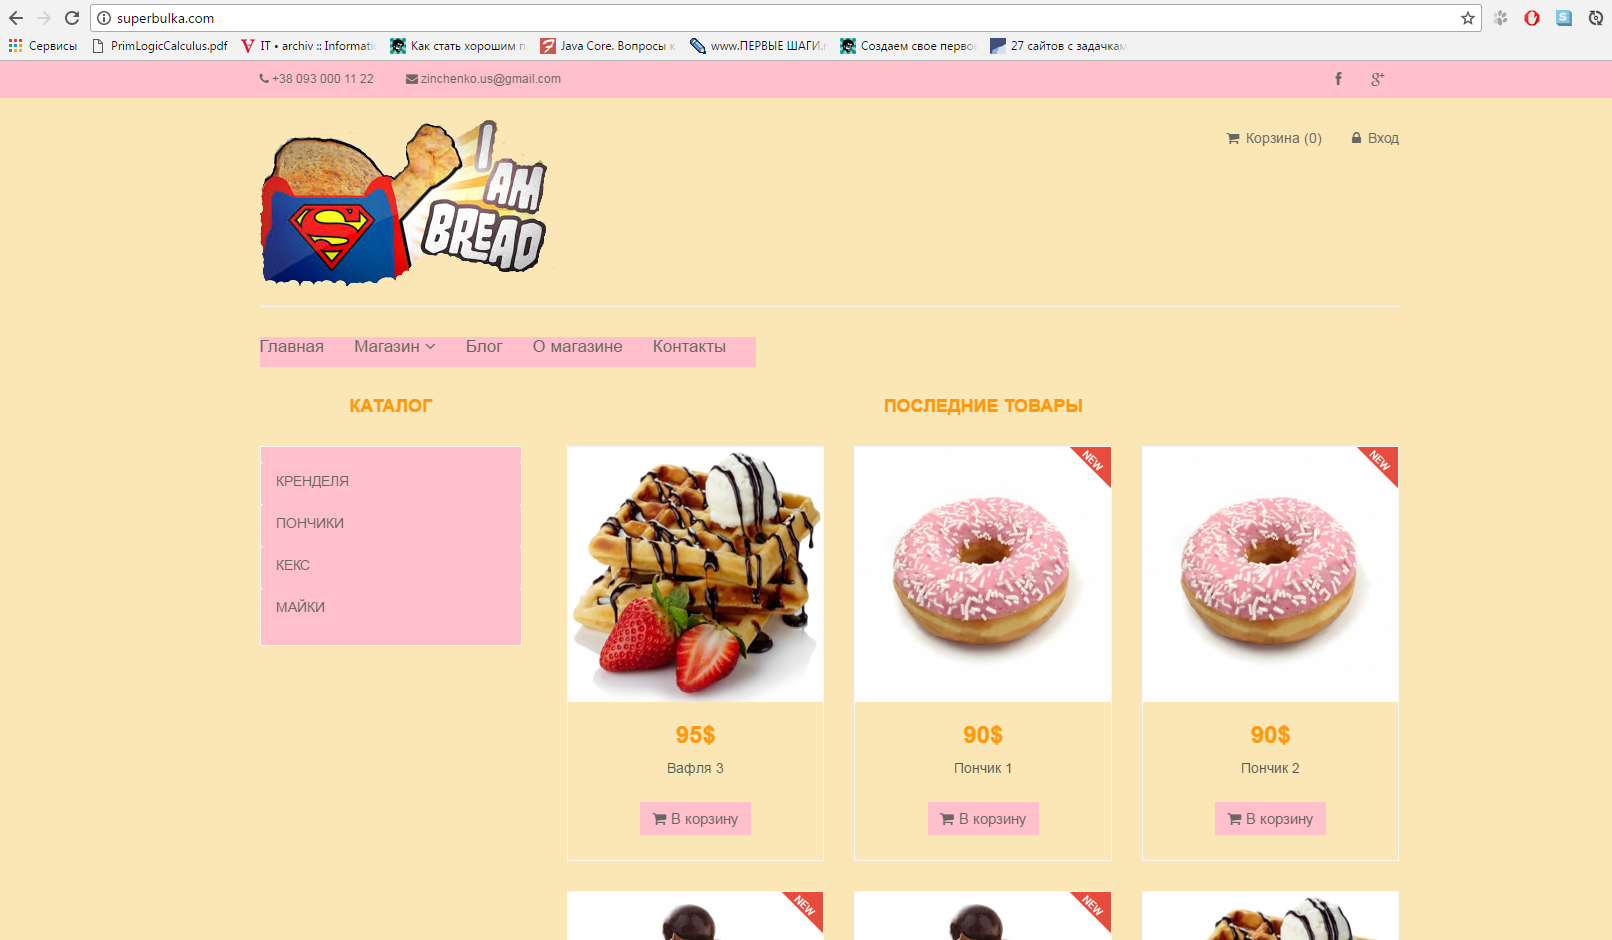 superbulka.com
Сервисы PrimLogicCalculus.pdf IT • archiv :: Informatic Как стать хорошим п Java Core. Вопросы к www.ПЕРВЫЕ ШАГИ. Создаем свое первое 27 сайтов с задачкам
+38 093 000 11 22 zinchenko.us@gmail.com
Корзина (0) Вход
I AM BREAD
Главная Магазин Блог О магазине Контакты
КАТАЛОГ
КРЕНДЕЛЯ
ПОНЧИКИ
КЕКС
МАЙКИ
ПОСЛЕДНИЕ ТОВАРЫ
NEW NEW
95$ 90$ 90$
Вафля 3 Пончик 1 Пончик 2
В корзину В корзину В корзину
NEW NEW